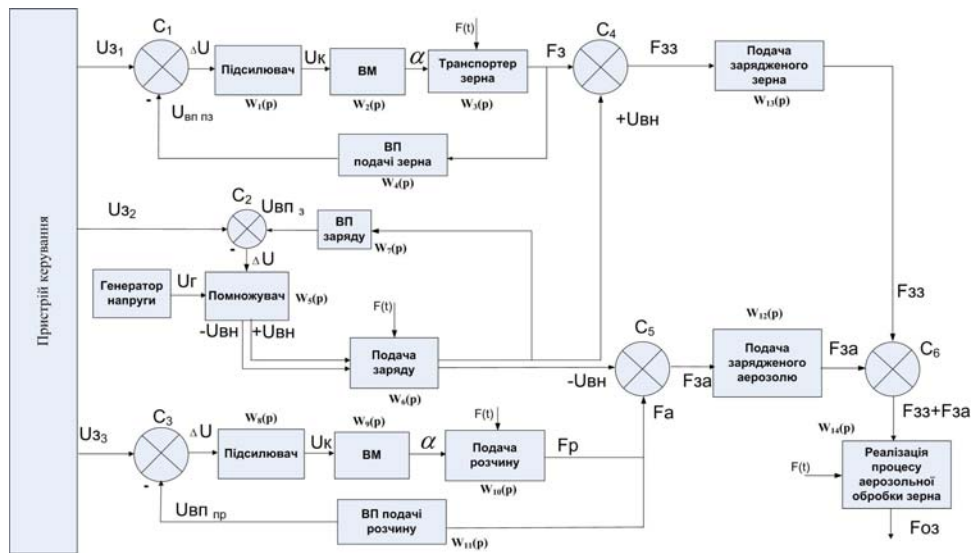 Пристрій керування
Uз₁
C₁
ΔU
-
Підсилювач
W₁(p)
Uк
ВМ
W₂(p)
α
F(t)
Транспортер
зерна
W₃(p)
Fз
C₄
Fзз
Подача
зарядженого
зерна
W₁₃(p)
U вп пз
ВП
подачі зерна
W₄(p)
+Uвн
Uз₂
C₂
Uвп з
ВП
заряду
W₇(p)
-
ΔU
Генератор
напруги
Uг
Помножувач
W₅(p)
-Uвн
+Uвн
F(t)
Подача
заряду
W₆(p)
-Uвн
C₅
Fза
W₁₂(p)
Подача
зарядженого
аерозолю
Fза
Fзз
C₆
Fа
Fзз+Fза
Uз₃
C₃
ΔU
-
W₈(p)
Підсилювач
Uк
W₉(p)
ВМ
α
F(t)
Подача
розчину
W₁₀(p)
Fр
Uвп пр
ВП подачі
розчину
W₁₁(p)
W₁₄(p)
F(t)
Реалізація
процесу
аерозольної
обробки зерна
Fоз